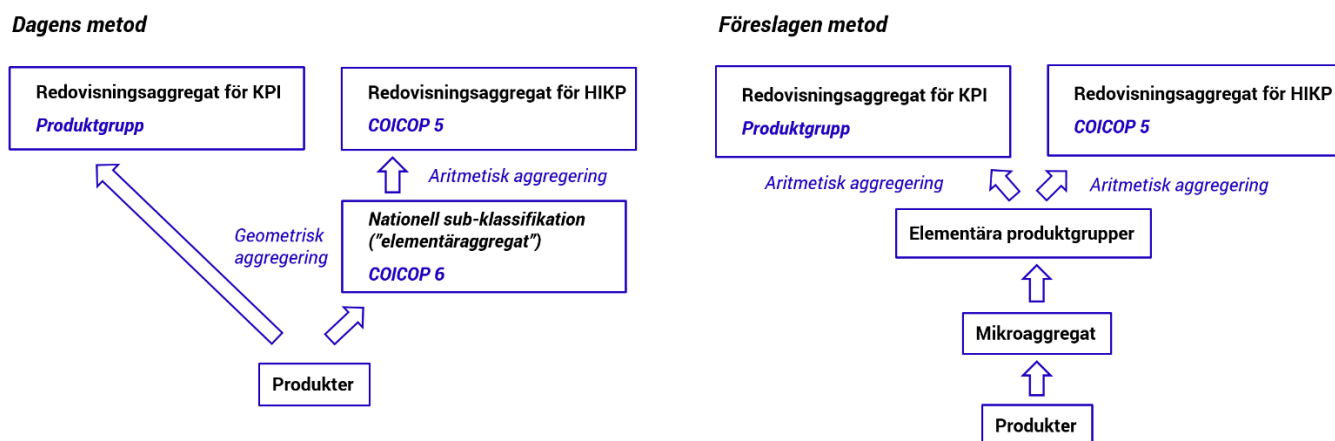 Dagens metod
Redovisningsaggregat för KPI
Produktgrupp
Redovisningsaggregat för HIKP
COICOP 5
Aritmetisk aggregering
Nationell sub-klassifikation
("elementäraggregat")
COICOP 6
Geometrisk
aggregering
Produkter
Föreslagen metod
Redovisningsaggregat för KPI
Produktgrupp
Redovisningsaggregat för HIKP
COICOP 5
Aritmetisk aggregering
Aritmetisk aggregering
Elementära produktgrupper
Mikroaggregat
Produkter